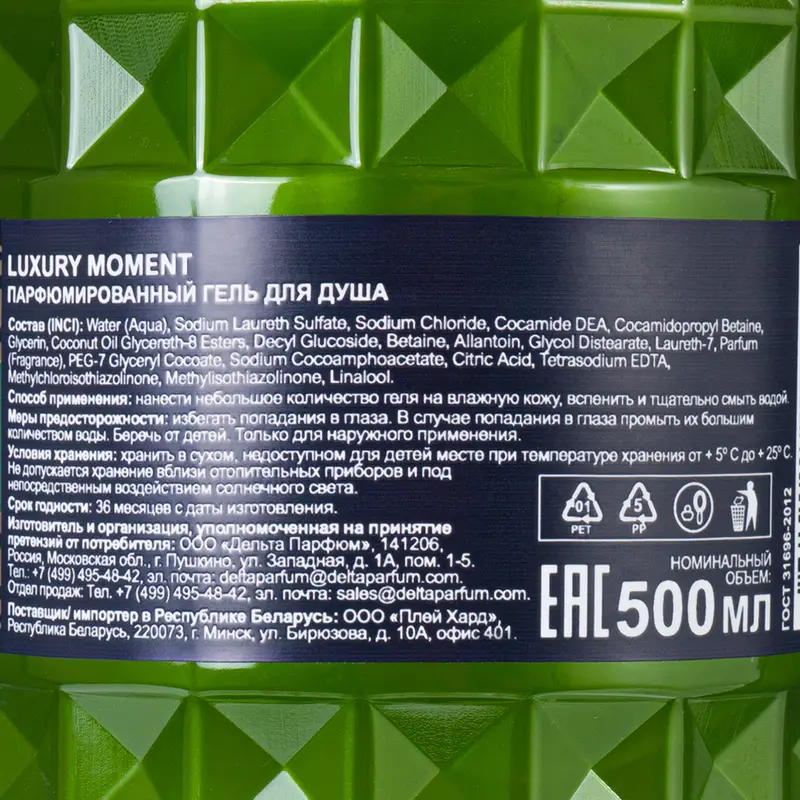 LUXURY MOMENT
ПАРФЮМИРОВАННЫЙ ГЕЛЬ ДЛЯ ДУША
Состав (INCI): Water (Aqua), Sodium Laureth Sulfate, Sodium Chloride, Cocamide DEA, Cocamidopropyl Betaine,
Glycerin, Coconut Oil Glycereth-8 Esters, Decyl Glucoside, Betaine, Allantoin, Glycol Distearate, Laureth-7, Parfum
(Fragrance), PEG-7 Glyceryl Cocoate, Sodium Cocoamphoacetate, Citric Acid, Tetrasodium EDTA,
Methylchloroisothiazolinone, Methylisothiazolinone, Linalool.
Способ применения: нанести небольшое количество геля на влажную кожу, вспенить и тщательно смыть водой.
Меры предосторожности: избегать попадания в глаза. В случае попадания в глаза промыть их большим
количеством воды. Беречь от детей. Только для наружного применения.
Условия хранения: хранить в сухом, недоступном для детей месте при температуре хранения от + 5° С до + 25° С.
Не допускается хранение вблизи отопительных приборов и под
непосредственным воздействием солнечного света.
Срок годности: 36 месяцев с даты изготовления.
Изготовитель и организация, уполномоченная на принятие
претензий от потребителя: ООО «Дельта Парфюм», 141206,
Россия, Московская обл., г. Пушкино, ул. Западная, д. 1А, пом. 1-5.
Тел.: +7 (499) 495-48-42, эл. почта: deltaparfum@deltaparfum.com.
Отдел продаж: Тел. +7 (499) 495-48-42, эл. почта: sales@deltaparfum.com.
Поставщик/ импортер в Республике Беларусь: ООО «Плей Хард»,
Республика Беларусь, 220073, г. Минск, ул. Бирюзова, д. 10А, офис 401.
01
PET
5
PP
EAC
НОМИНАЛЬНЫЙ
ОБЪЕМ:
500 МЛ
ГОСТ 31696-2012